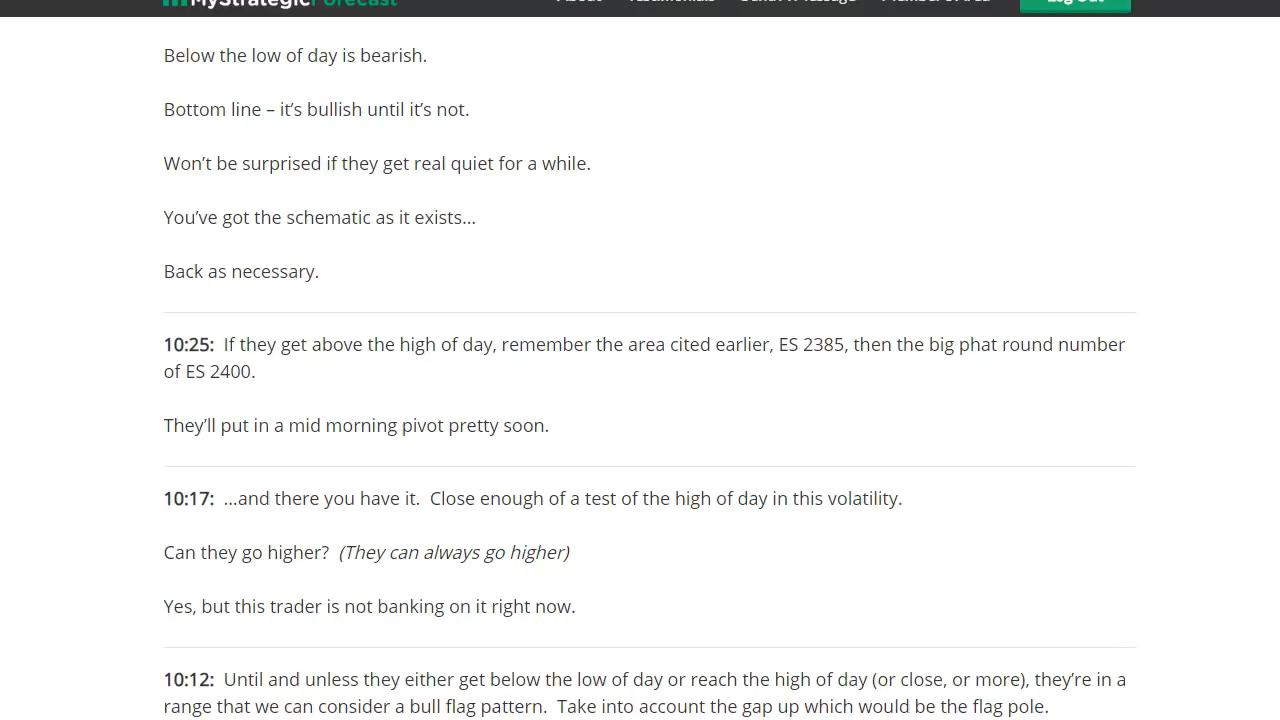 MyStrategicForecast About Testimonials Send A Message Log Out
Below the low of day is bearish.
Bottom line – it’s bullish until it’s not.
Won’t be surprised if they get real quiet for a while.
You’ve got the schematic as it exists…
Back as necessary.
10:25: If they get above the high of day, remember the area cited earlier, ES 2385, then the big phat round number
of ES 2400.
They’ll put in a mid morning pivot pretty soon.
10:17: …and there you have it. Close enough of a test of the high of day in this volatility.
Can they go higher? (They can always go higher)
Yes, but this trader is not banking on it right now.
10:12: Until and unless they either get below the low of day or reach the high of day (or close, or more), they’re in a
range that we can consider a bull flag pattern. Take into account the gap up which would be the flag pole.